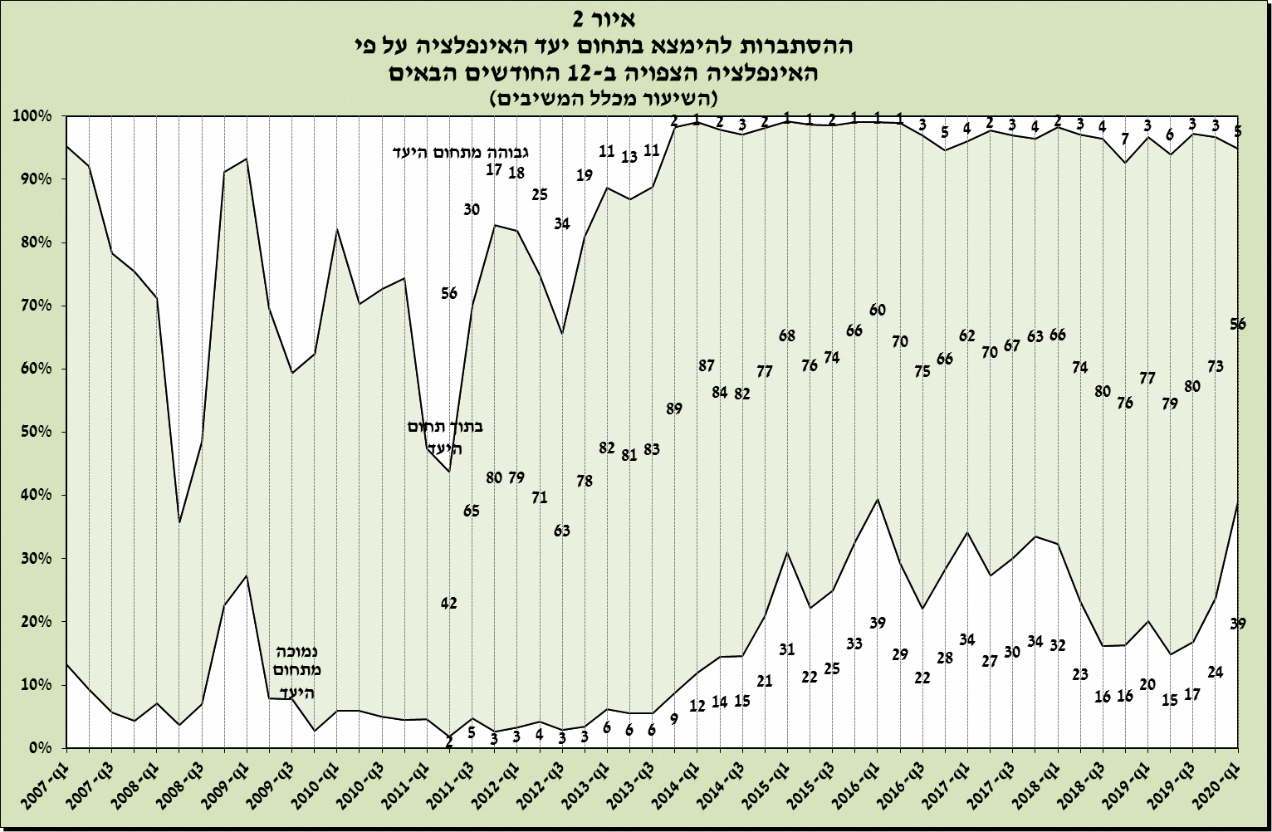 איור 2
ההסתברות להימצא בתחום יעד האינפלציה על פי
האינפלציה הצפויה ב-12 החודשים הבאים
(השיעור מכלל המשיבים)
100%
90%
80%
70%
60%
50%
40%
30%
20%
10%
0%
גבוהה מתחום היעד
56 30 17 18 25 34 19 11 13 11 2 1 2 3 2 1 1 2 1 1 1 3 5 4 2 3 4 2 3 4 7 3 6 3 3 5
בתוך תחום
היעד
42 65 80 79 71 63 78 82 81 83 89 87 84 82 77 68 76 74 66 60 70 75 66 62 70 67 63 66 74 80 76 77 79 80 73 56
נמוכה
מתחום
היעד
2 5 3 3 4 3 3 6 6 6 9 12 14 15 21 31 22 25 33 39 29 22 28 34 27 30 34 32 23 16 16 20 15 17 24 39
2007-Q1 2007-Q3 2008-Q1 2008-Q3 2009-Q1 2009-Q3 2010-Q1 2010-Q3 2011-Q1 2011-Q3 2012-Q1 2012-Q3 2013-Q1 2013-Q3 2014-Q1 2014-Q3 2015-Q1 2015-Q3 2016-Q1 2016-Q3 2017-Q1 2017-Q3 2018-Q1 2018-Q3 2019-Q1 2019-Q3 2020-Q1